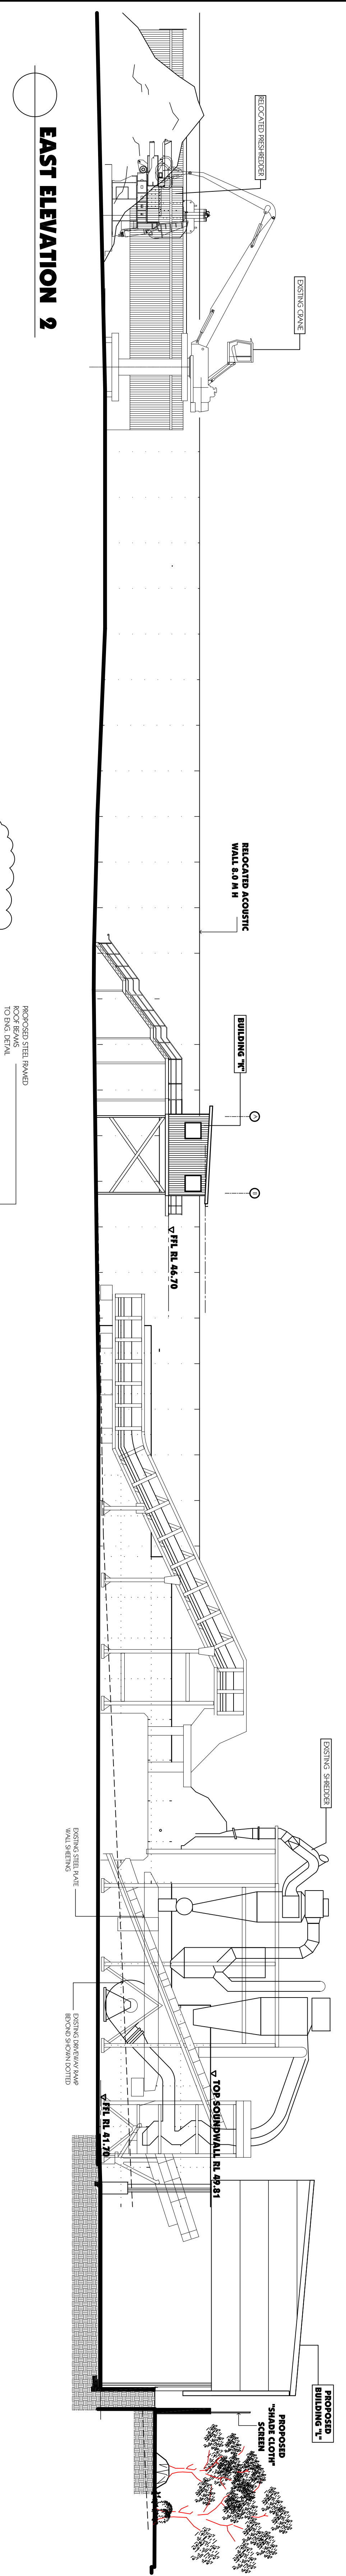 RELOCATED PRESHREDDER
EXISTING CRANE
RELOCATED ACOUSTIC
WALL 8.0 M H
BUILDING "K"
A
B
FFL RL 46.70
EXISTING SHREDDER
EXISTING STEEL PLATE
WALL SHEETING
EXISTING DRIVEWAY RAMP
BEYOND SHOWN DOTTED
TOP SOUNDWALL RL 49.81
FFL RL 41.70
PROPOSED
BUILDING "L"
PROPOSED
"SHADE CLOTH"
SCREEN
EAST ELEVATION 2
PROPOSED STEEL FRAMED
ROOF BEAMS
TO ENG. DETAIL